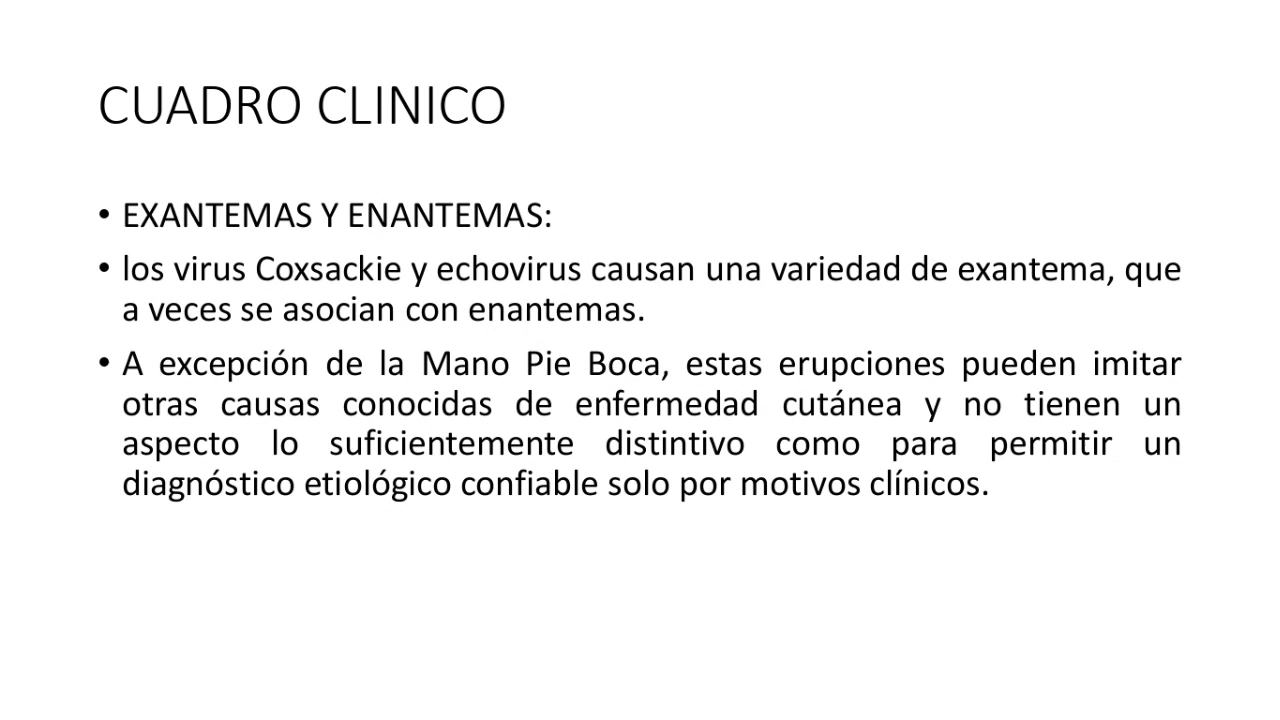 CUADRO CLINICO
• EXANTEMAS Y ENANTEMAS:
• los virus Coxsackie y echovirus causan una variedad de exantema, que
a veces se asocian con enantemas.
• A excepción de la Mano Pie Boca, estas erupciones pueden imitar
otras causas conocidas de enfermedad cutánea y no tienen un
aspecto lo suficientemente distintivo como para permitir un
diagnóstico etiológico confiable solo por motivos clínicos.